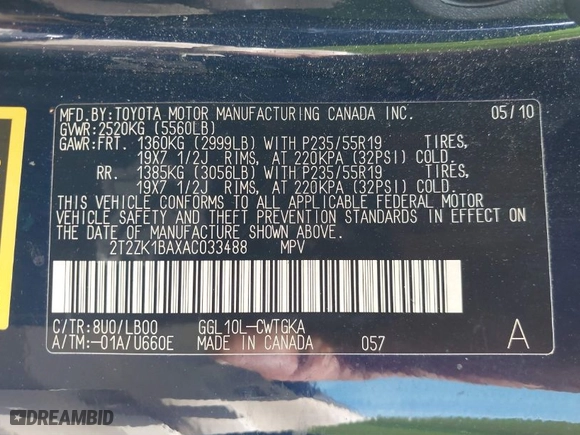 MFD.BY:TOYOTA MOTOR MANUFACTURING CANADA INC. 05/10
GVWR:2520KG (5560LB)
GAWR:FRT. 1360KG (2999LB) WITH P235/55R19 TIRES,
19X7 1/2J RIMS, AT 220KPA (32PSI) COLD.
RR. 1385KG (3056LB) WITH P235/55R19 TIRES,
19X7 1/2J RIMS, AT 220KPA (32PSI) COLD.
THIS VEHICLE CONFORMS TO ALL APPLICABLE FEDERAL MOTOR
VEHICLE SAFETY AND THEFT PREVENTION STANDARDS IN EFFECT ON
THE DATE OF MANUFACTURE SHOWN ABOVE.
2T2ZK1BAXAC033488 MPV
C/TR:8U0/LB00 GGL10L-CWTGKA
A/TM:-01A/U660E MADE IN CANADA 057 A
DREAMBID